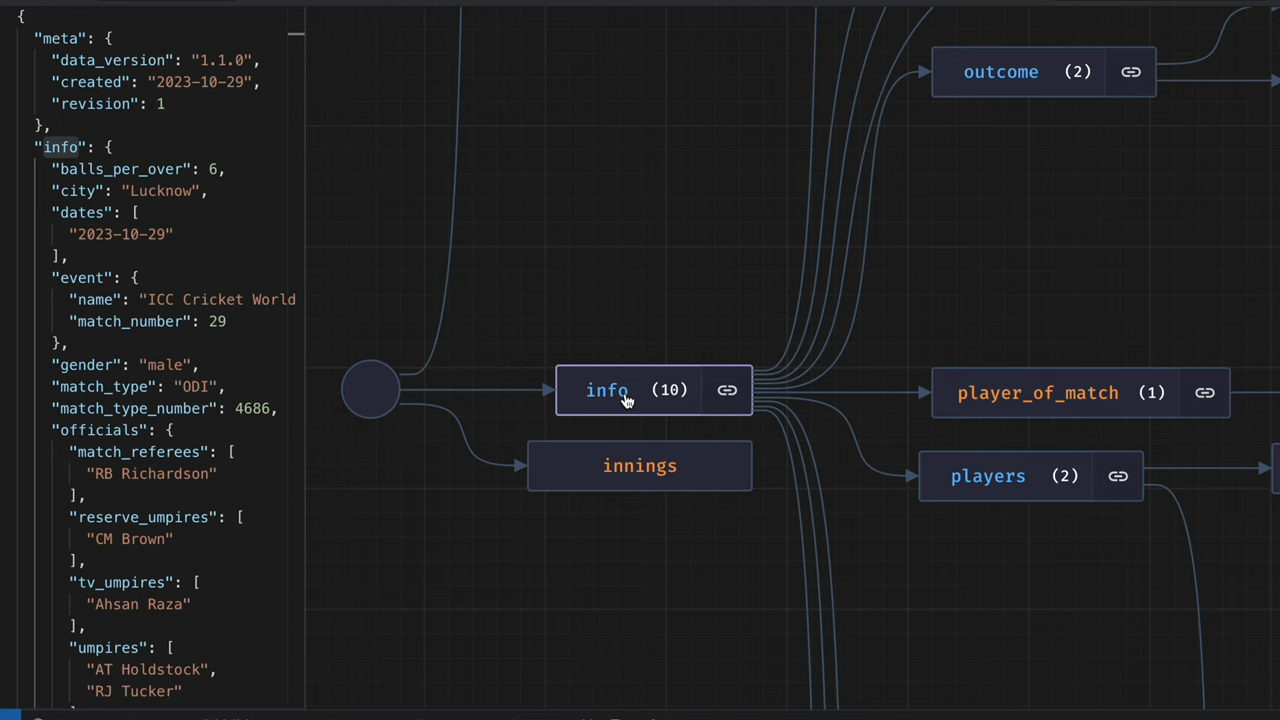 {
"meta": {
"data_version": "1.1.0",
"created": "2023-10-29",
"revision": 1
},
"info": {
"balls_per_over": 6,
"city": "Lucknow",
"dates": [
"2023-10-29"
],
"event": {
"name": "ICC Cricket World
"match_number": 29
},
"gender": "male",
"match_type": "ODI",
"match_type_number": 4686,
"officials": {
"match_referees": [
"RB Richardson"
],
"reserve_umpires": [
"CM Brown"
],
"tv_umpires": [
"Ahsan Raza"
],
"umpires": [
"AT Holdstock",
"RJ Tucker"
outcome (2)
info (10)
player_of_match (1)
innings
players (2)